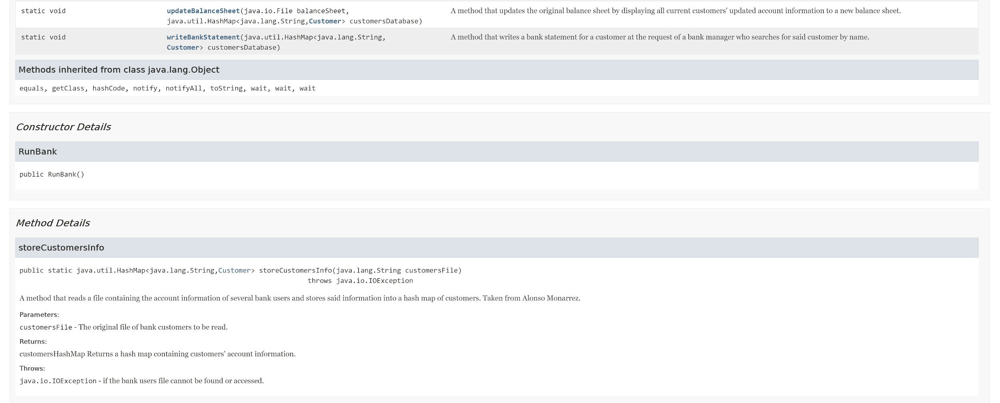 static void updateBalanceSheet(java.io.File balanceSheet, A method that updates the original balance sheet by displaying all current customers' updated account information to a new balance sheet.
java.util.HashMap<java.lang.String,Customer> customersDatabase)
static void writeBankStatement(java.util.HashMap<java.lang.String, A method that writes a bank statement for a customer at the request of a bank manager who searches for said customer by name.
Customer> customersDatabase)
Methods inherited from class java.lang.Object
equals, getClass, hashCode, notify, notifyAll, toString, wait, wait, wait
Constructor Details
RunBank
public RunBank()
Method Details
storeCustomersInfo
public static java.util.HashMap<java.lang.String,Customer> storeCustomersInfo(java.lang.String customersFile)
throws java.io.IOException
A method that reads a file containing the account information of several bank users and stores said information into a hash map of customers. Taken from Alonso Monarrez.
Parameters:
customersFile - The original file of bank customers to be read.
Returns:
customersHashMap Returns a hash map containing customers' account information.
Throws:
java.io.IOException - if the bank users file cannot be found or accessed.